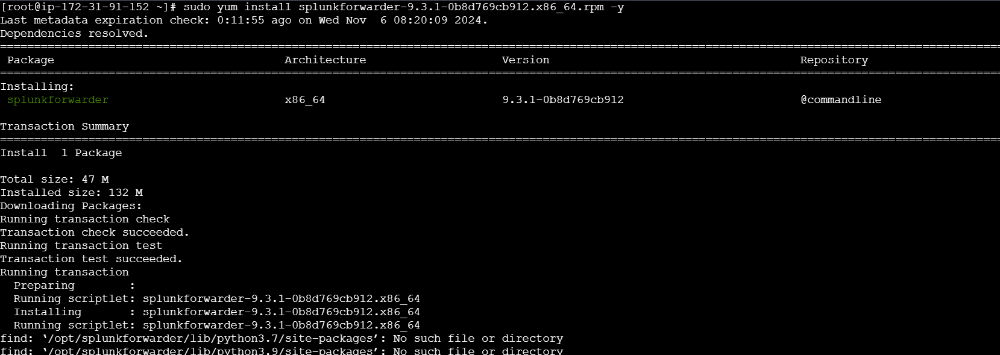 [root@ip-172-31-91-152 ~]# sudo yum install splunkforwarder-9.3.1-0b8d769cb912.x86_64.rpm -y
Last metadata expiration check: 0:11:55 ago on Wed Nov  6 08:20:09 2024.
Dependencies resolved.
====================================================================================================================================================
 Package                                  Architecture                    Version                                     Repository
====================================================================================================================================================
Installing:
 splunkforwarder                          x86_64                          9.3.1-0b8d769cb912                          @commandline
Transaction Summary
====================================================================================================================================================
Install  1 Package
Total size: 47 M
Installed size: 132 M
Downloading Packages:
Running transaction check
Transaction check succeeded.
Running transaction test
Transaction test succeeded.
Running transaction
  Preparing        :
  Running scriptlet: splunkforwarder-9.3.1-0b8d769cb912.x86_64
  Installing       : splunkforwarder-9.3.1-0b8d769cb912.x86_64
  Running scriptlet: splunkforwarder-9.3.1-0b8d769cb912.x86_64
find: ‘/opt/splunkforwarder/lib/python3.7/site-packages’: No such file or directory
find: ‘/opt/splunkforwarder/lib/python3.9/site-packages’: No such file or directory